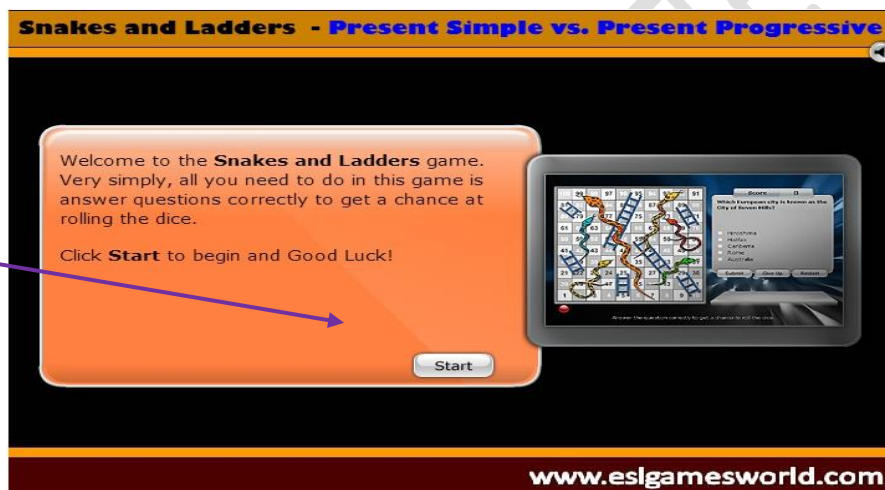 Snakes and Ladders - Present Simple vs. Present Progressive
Welcome to the Snakes and Ladders game.
Very simply, all you need to do in this game is
answer questions correctly to get a chance at
rolling the dice.
Click Start to begin and Good Luck!
Start
Score 0
Which European city is known as the
City of Seven Hills?
Hiroshima
Halifax
Canberra
Rome
Australia
Submit Give Up Restart
Answer the question correctly to get a chance to roll the dice.
www.eslgamesworld.com